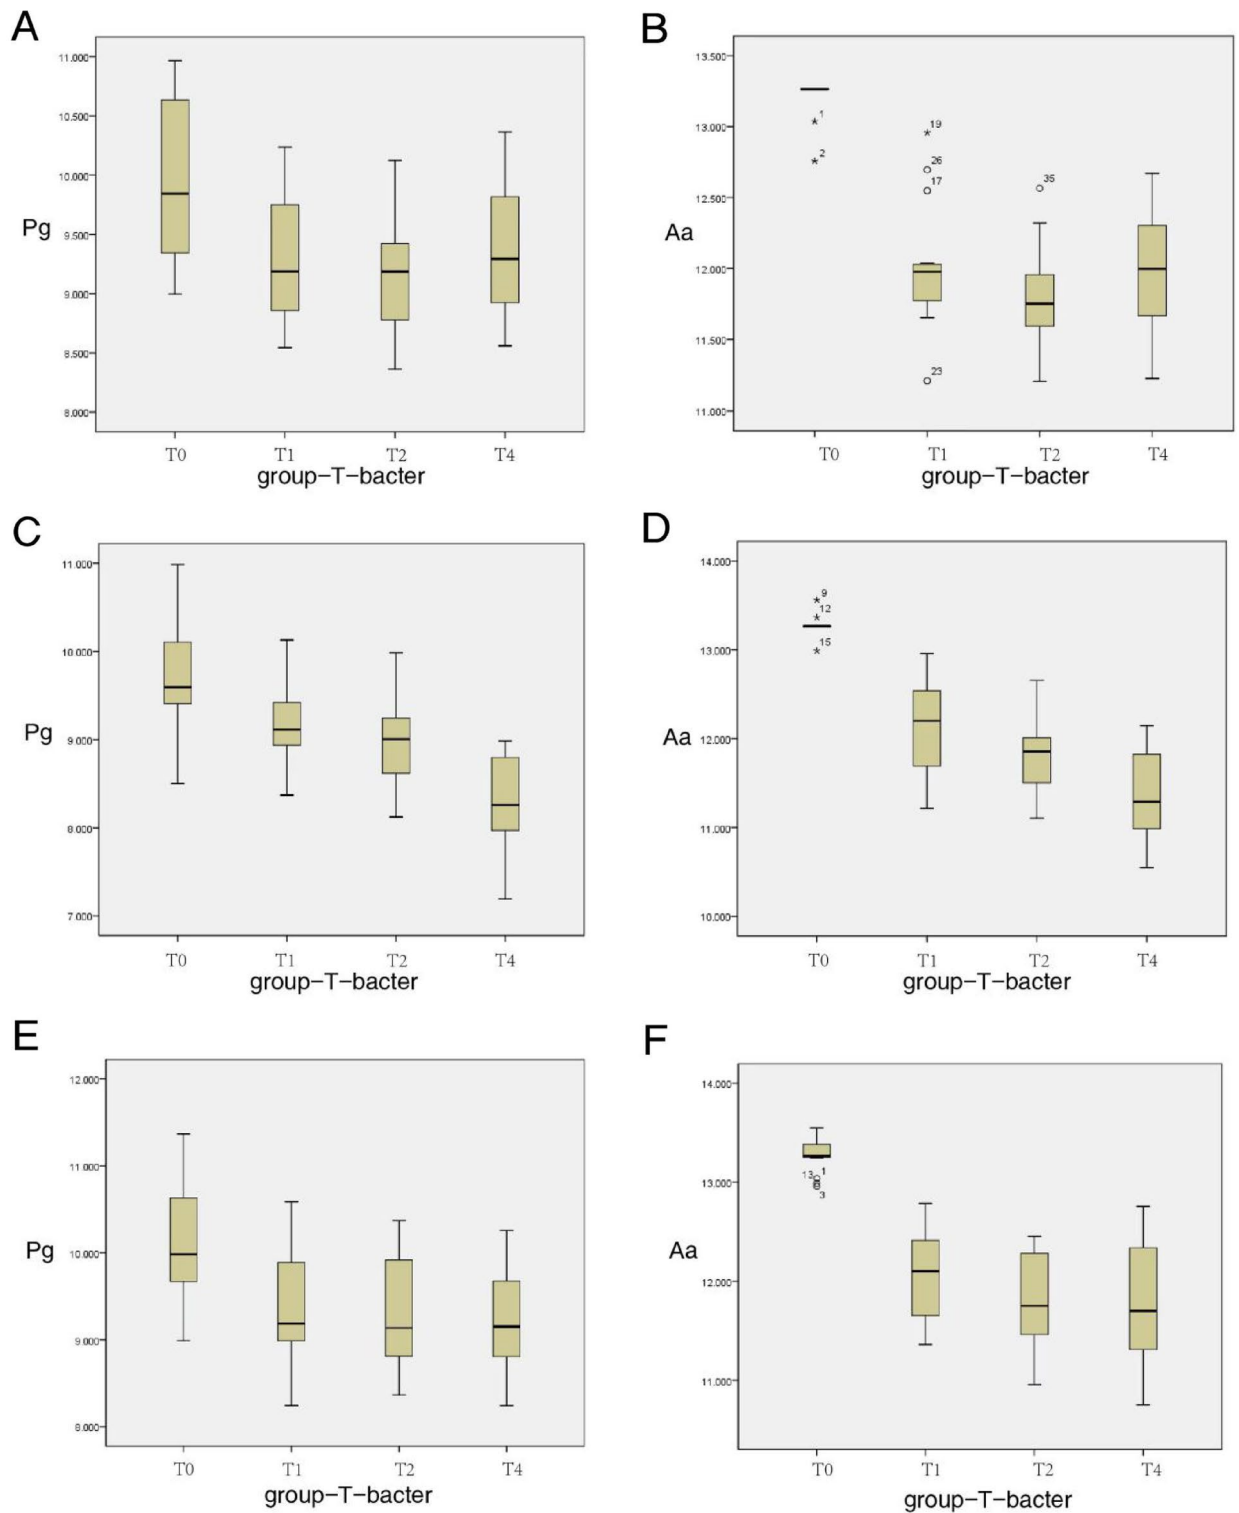 A
11.000
10.500
10.000
Pg
9.500
9.000
8.500
8.000
T0 T1 T2 T4
group-T-bacter
B
13.500
13.000
12.500
Aa
12.000
11.500
11.000
1
2
19
26
17
23
35
T0 T1 T2 T4
group-T-bacter
C
11.000
10.000
Pg
9.000
8.000
7.000
T0 T1 T2 T4
group-T-bacter
D
14.000
13.000
Aa
12.000
11.000
10.000
9
12
15
T0 T1 T2 T4
group-T-bacter
E
12.000
11.000
Pg
10.000
9.000
8.000
T0 T1 T2 T4
group-T-bacter
F
14.000
13.000
Aa
12.000
11.000
13 1
3
T0 T1 T2 T4
group-T-bacter